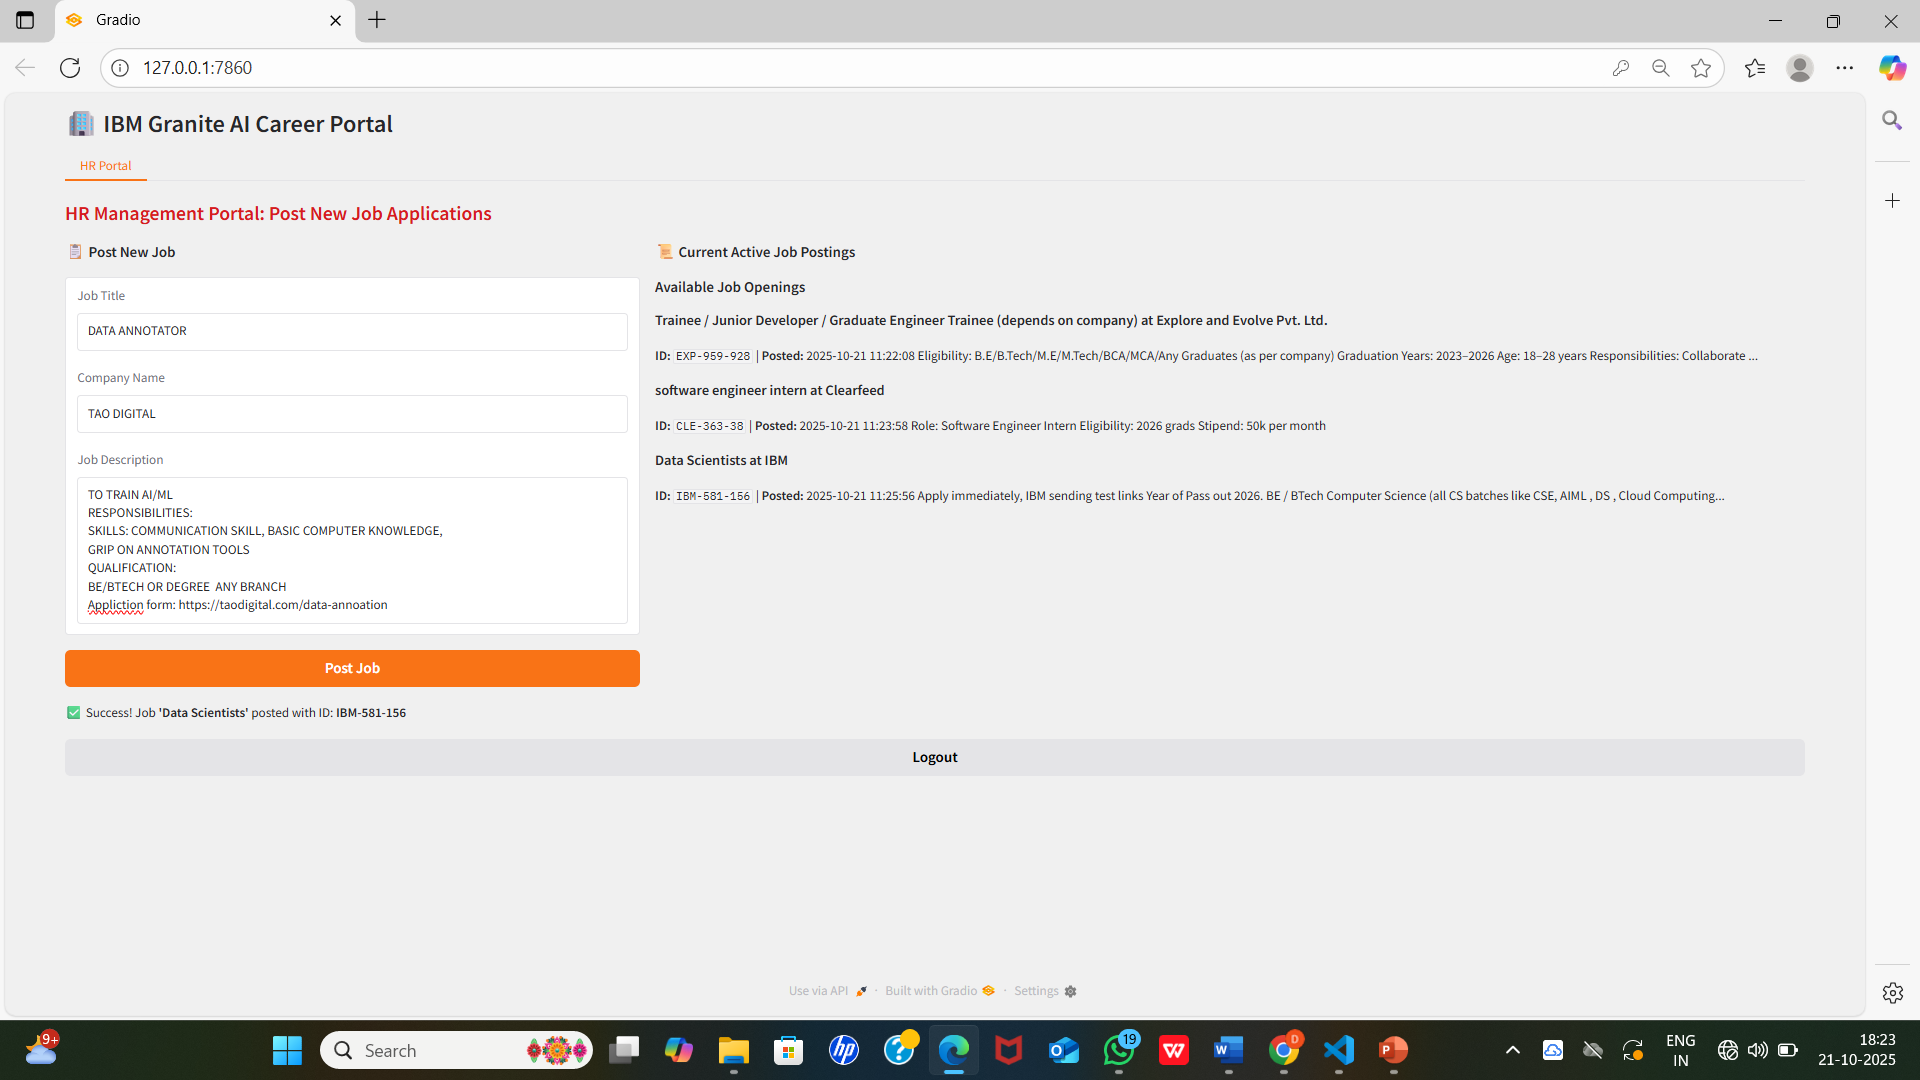 Gradio
127.0.0.1:7860
IBM Granite AI Career Portal
HR Portal
HR Management Portal: Post New Job Applications
Post New Job
Job Title
DATA ANNOTATOR
Company Name
TAO DIGITAL
Job Description
TO TRAIN AI/ML
RESPONSIBILITIES:
SKILLS: COMMUNICATION SKILL, BASIC COMPUTER KNOWLEDGE,
GRIP ON ANNOTATION TOOLS
QUALIFICATION:
BE/BTECH OR DEGREE  ANY BRANCH
Appliction form: https://taodigital.com/data-annoation
Post Job
Success! Job 'Data Scientists' posted with ID: IBM-581-156
Current Active Job Postings
Available Job Openings
Trainee / Junior Developer / Graduate Engineer Trainee (depends on company) at Explore and Evolve Pvt. Ltd.
ID: EXP-959-928 | Posted: 2025-10-21 11:22:08 Eligibility: B.E/B.Tech/M.E/M.Tech/BCA/MCA/Any Graduates (as per company) Graduation Years: 2023–2026 Age: 18–28 years Responsibilities: Collaborate ...
software engineer intern at Clearfeed
ID: CLE-363-38 | Posted: 2025-10-21 11:23:58 Role: Software Engineer Intern Eligibility: 2026 grads Stipend: 50k per month
Data Scientists at IBM
ID: IBM-581-156 | Posted: 2025-10-21 11:25:56 Apply immediately, IBM sending test links Year of Pass out 2026. BE / BTech Computer Science (all CS batches like CSE, AIML , DS , Cloud Computing...
Logout
Use via API · Built with Gradio · Settings
9+
Search
hp
19
W
W
D
P
ENG
IN
18:23
21-10-2025